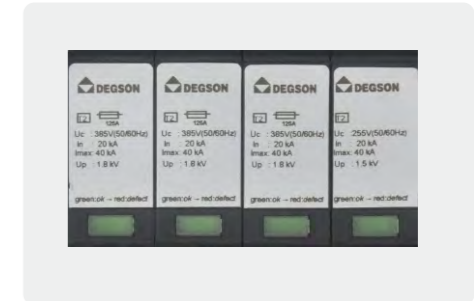 DEGSON
T2 125A
Uc : 385V(50/60Hz)
In : 20 kA
Imax: 40 kA
Up : 1.8 kV
green:ok → red:defect
DEGSON
T2 125A
Uc : 385V(50/60Hz)
In : 20 kA
Imax: 40 kA
Up : 1.8 kV
green:ok → red:defect
DEGSON
T2 125A
Uc : 385V(50/60Hz)
In : 20 kA
Imax: 40 kA
Up : 1.8 kV
green:ok → red:defect
DEGSON
T2
Uc :255V(50/60Hz)
In : 20 kA
Imax: 40 kA
Up : 1.5 kV
green:ok → red:defect